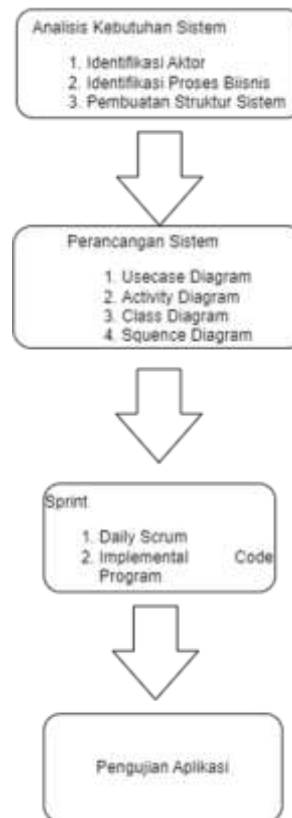 Analisis Kebutuhan Sistem
1. Identifikasi Aktor
2. Identifikasi Proses Biisnis
3. Pembuatan Struktur Sistem
Perancangan Sistem
1. Usecase Diagram
2. Activity Diagram
3. Class Diagram
4. Squence Diagram
Sprint
1. Daily Scrum
2. Implemental Code
Program
Pengujian Aplikasi